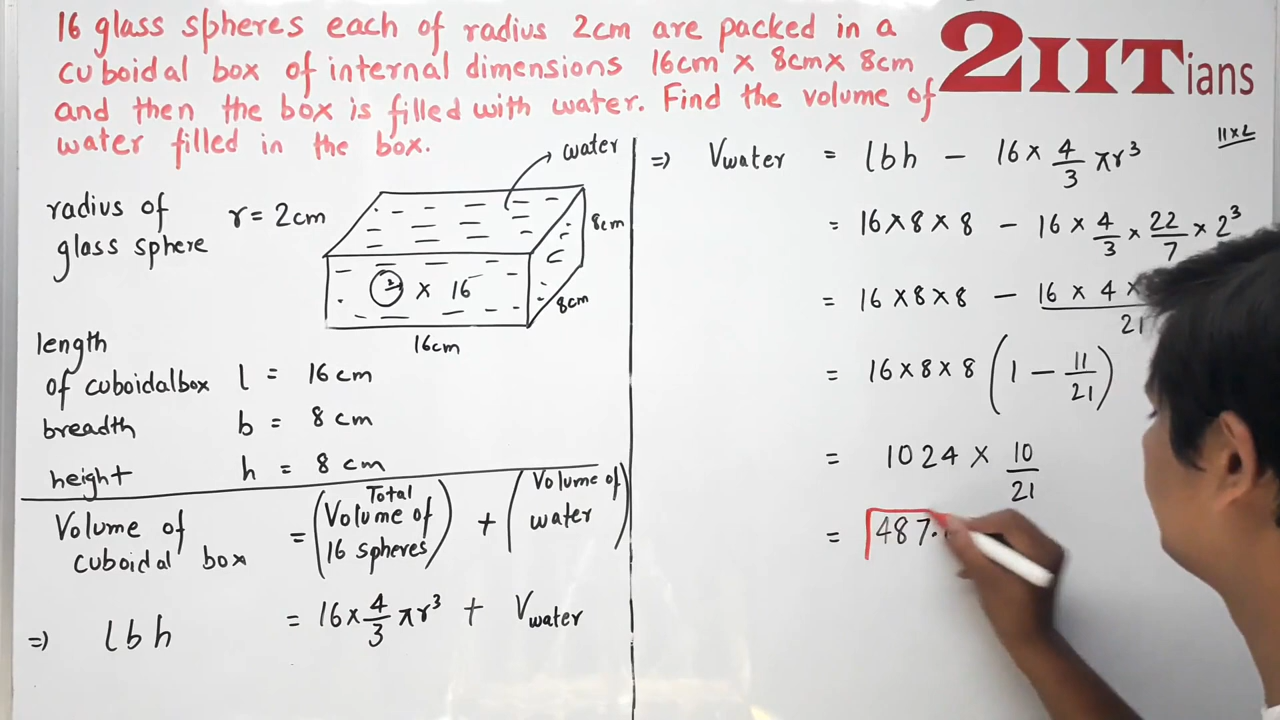 16 glass spheres each of radius 2cm are packed in a
cuboidal box of internal dimensions 16cm x 8cm x 8cm
and then the box is filled with water. Find the volume of
water filled in the box.
2IITians
radius of
glass sphere
r = 2cm
water
8cm
8cm
16cm
2 x 16
length
of cuboidal box l = 16 cm
breadth b = 8 cm
height h = 8 cm
Volume of cuboidal box = (Total Volume of 16 spheres) + (Volume of water)
⇒ lbh = 16 × 4/3 πr³ + Vwater
11×2
⇒ Vwater = lbh − 16 × 4/3 πr³
= 16 × 8 × 8 − 16 × 4/3 × 22/7 × 2³
= 16 × 8 × 8 − 16 × 4 × / 21
= 16 × 8 × 8 (1 − 11/21)
= 1024 × 10/21
= 487.